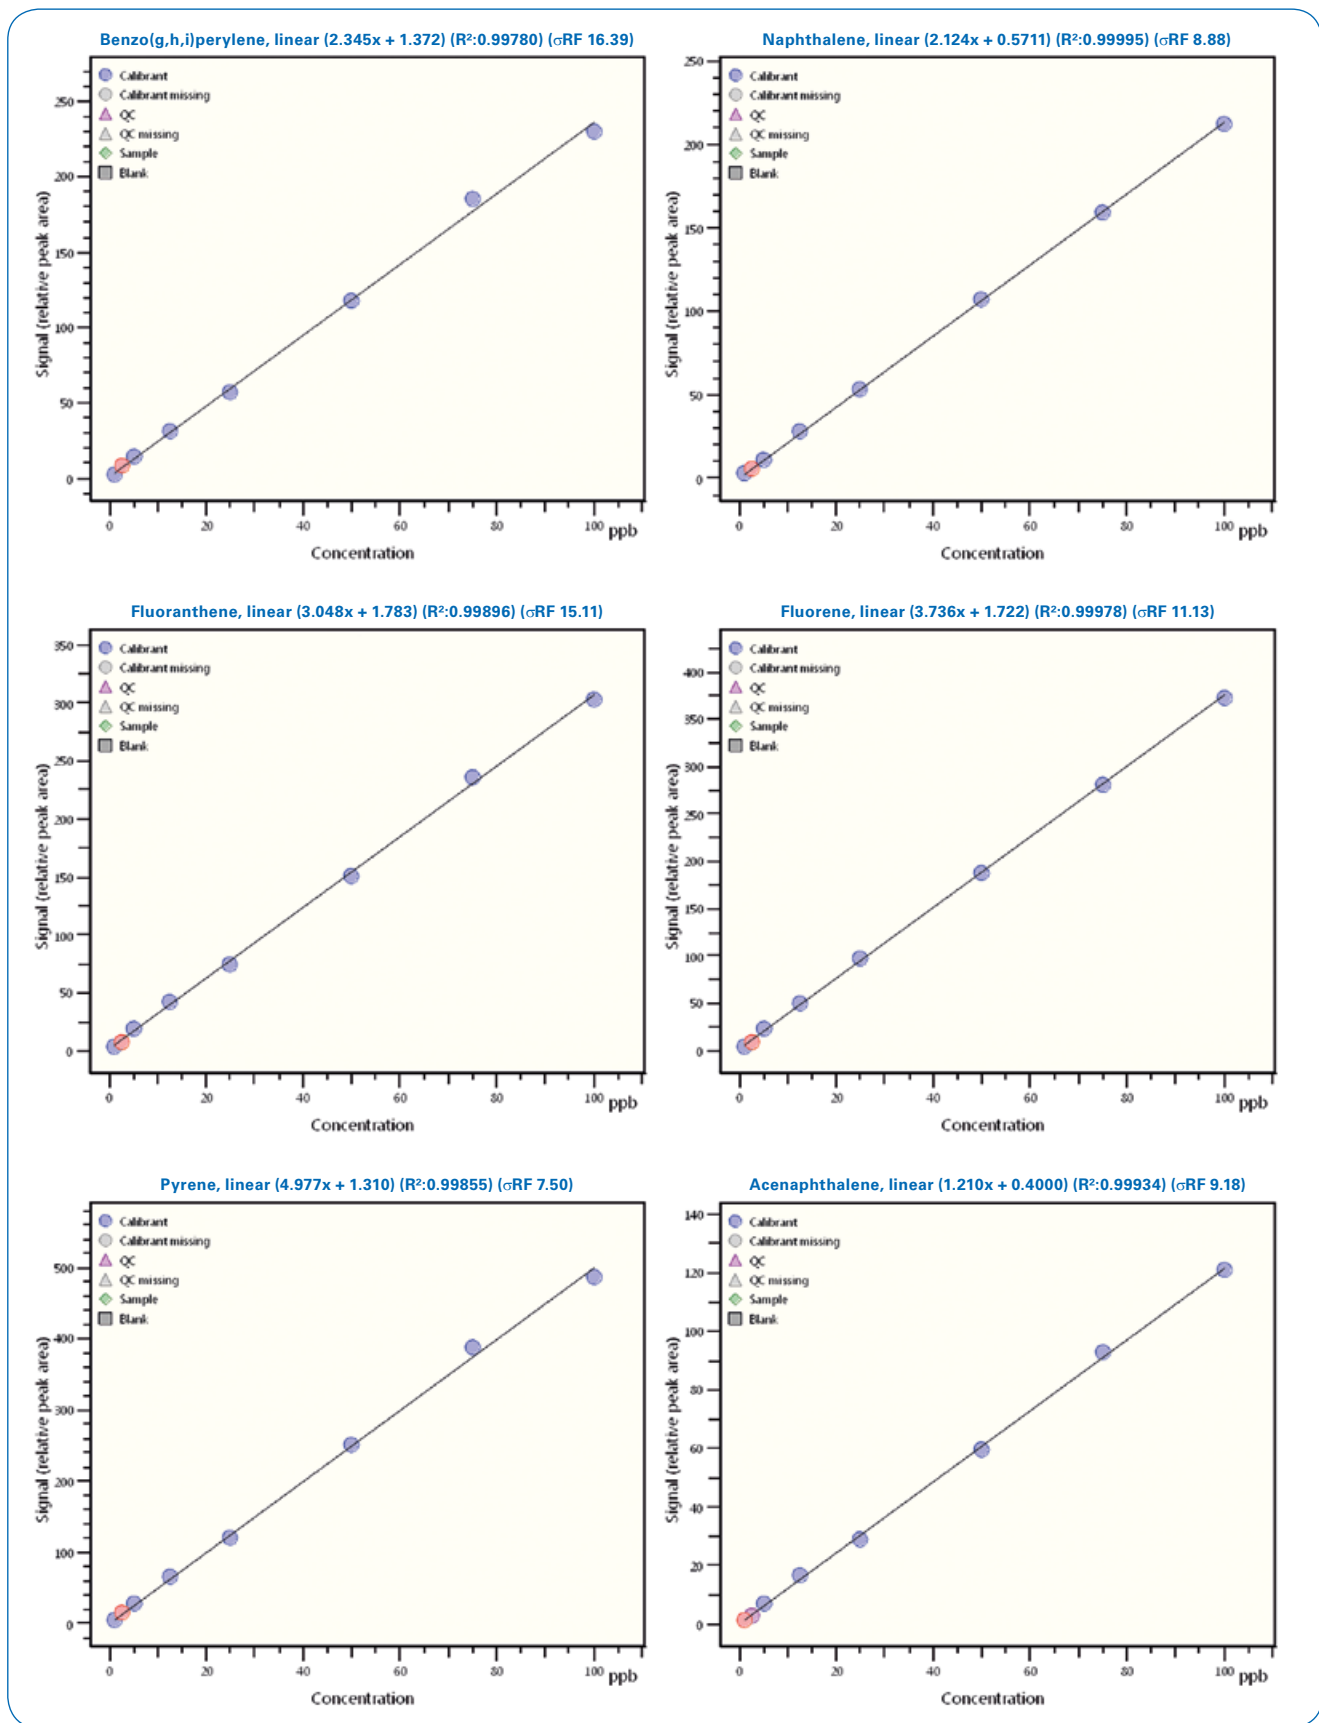 Benzo(g,h,i)perylene, linear (2.345x + 1.372) (R²:0.99780) (σRF 16.39)
Calibrant
Calibrant missing
QC
QC missing
Sample
Blank
250
200
150
100
50
0
Signal (relative peak area)
0 20 40 60 80 100 ppb
Concentration
Naphthalene, linear (2.124x + 0.5711) (R²:0.99995) (σRF 8.88)
Calibrant
Calibrant missing
QC
QC missing
Sample
Blank
250
200
150
100
50
0
Signal (relative peak area)
0 20 40 60 80 100 ppb
Concentration
Fluoranthene, linear (3.048x + 1.783) (R²:0.99896) (σRF 15.11)
Calibrant
Calibrant missing
QC
QC missing
Sample
Blank
350
300
250
200
150
100
50
0
Signal (relative peak area)
0 20 40 60 80 100 ppb
Concentration
Fluorene, linear (3.736x + 1.722) (R²:0.99978) (σRF 11.13)
Calibrant
Calibrant missing
QC
QC missing
Sample
Blank
400
350
300
250
200
150
100
50
0
Signal (relative peak area)
0 20 40 60 80 100 ppb
Concentration
Pyrene, linear (4.977x + 1.310) (R²:0.99855) (σRF 7.50)
Calibrant
Calibrant missing
QC
QC missing
Sample
Blank
500
400
300
200
100
0
Signal (relative peak area)
0 20 40 60 80 100 ppb
Concentration
Acenaphthalene, linear (1.210x + 0.4000) (R²:0.99934) (σRF 9.18)
Calibrant
Calibrant missing
QC
QC missing
Sample
Blank
140
120
100
80
60
40
20
0
Signal (relative peak area)
0 20 40 60 80 100 ppb
Concentration